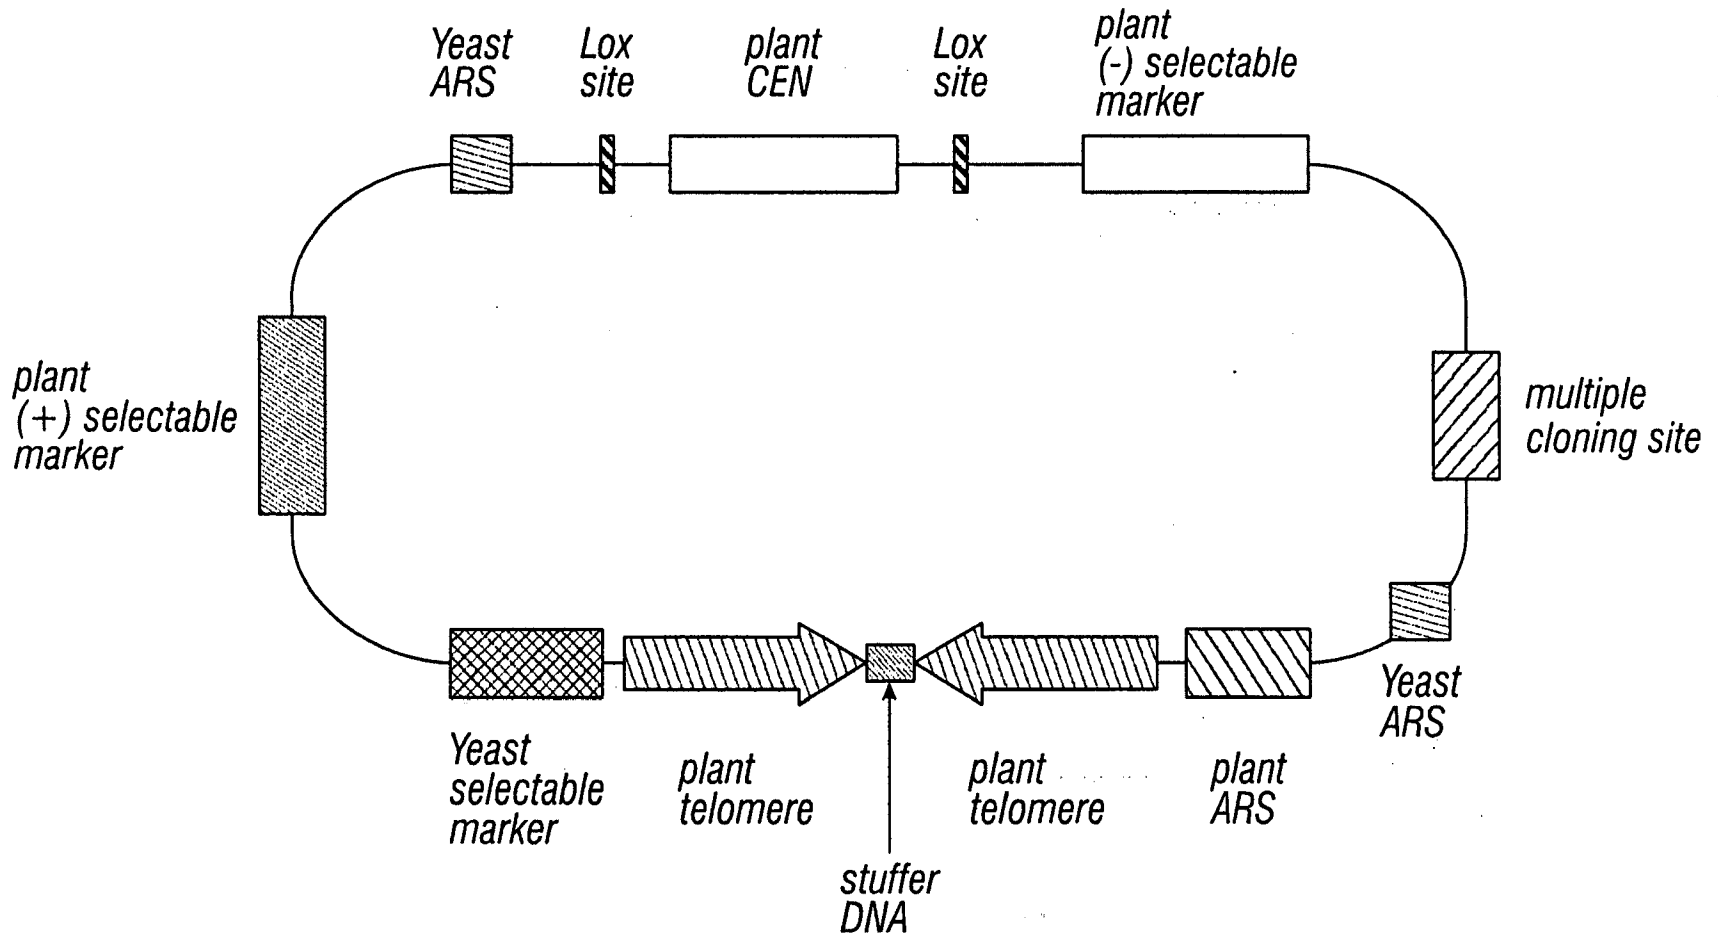 Yeast
ARS
Lox
site
plant
CEN
Lox
site
plant
(-) selectable
marker
plant
(+) selectable
marker
multiple
cloning site
Yeast
ARS
Yeast
selectable
marker
plant
telomere
plant
telomere
plant
ARS
stuffer
DNA